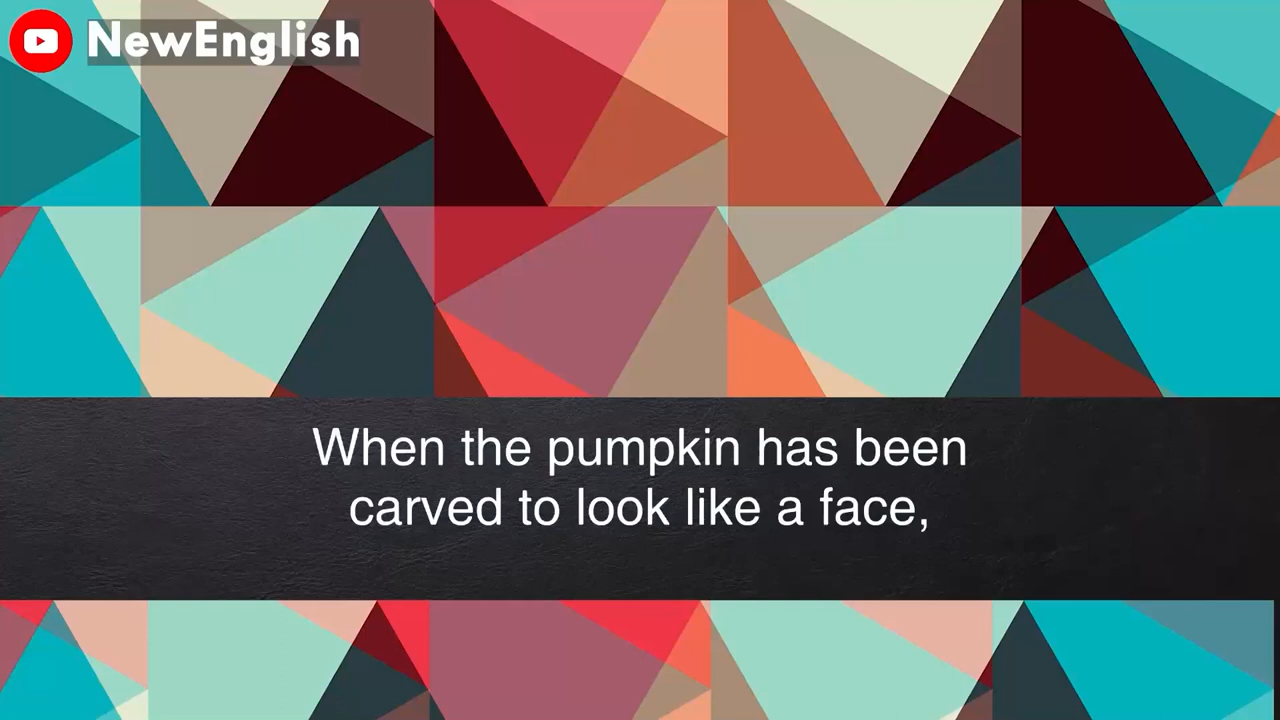 NewEnglish
When the pumpkin has been
carved to look like a face,